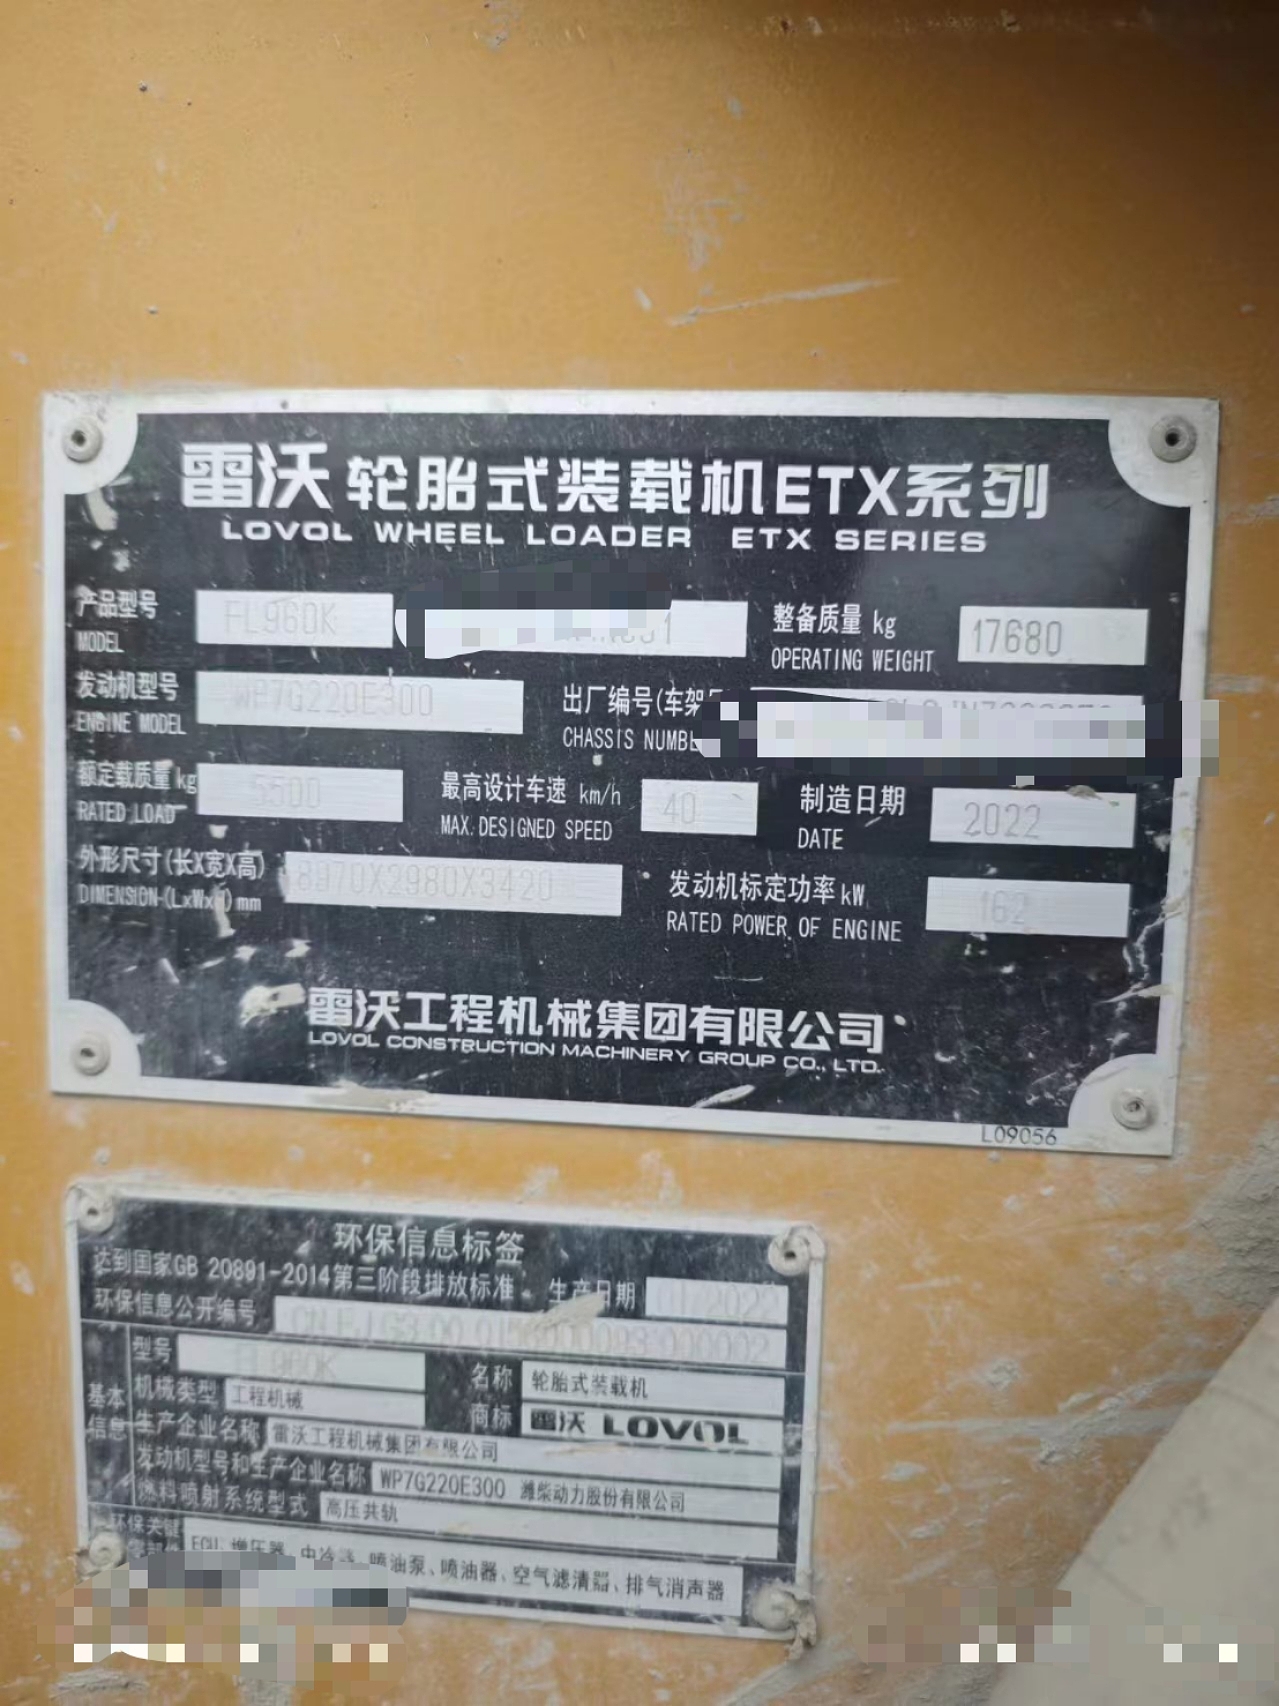 雷沃 轮胎式装载机ETX系列
LOVOL WHEEL LOADER ETX SERIES
产品型号 FL960K 整备质量 kg 17680
MODEL OPERATING WEIGHT
发动机型号 WP7G220E300 出厂编号(车架
ENGINE MODEL CHASSIS
额定载质量 kg 5500 最高设计车速 km/h 40 制造日期 2022
RATED LOAD MAX.DESIGNED SPEED DATE
外形尺寸(长X宽X高) 8970X2980X3420 发动机标定功率 kW 162
DIMENSION mm RATED POWER OF ENGINE
雷沃工程机械集团有限公司
LOVOL CONSTRUCTION MACHINERY GROUP CO., LTD.
L09056
环保信息标签
达到国家GB 20891-2014第三阶段排放标准 生产日期 01/2022
环保信息公开编号
基本信息
型号 FL960K 名称 轮胎式装载机
机械类型 工程机械 商标 雷沃 LOVOL
生产企业名称 雷沃工程机械集团有限公司
发动机型号和生产企业名称 WP7G220E300 潍柴动力股份有限公司
燃料喷射系统型式 高压共轨
环保关键 ECU、增压器、中冷器、喷油泵、喷油器、空气滤清器、排气消声器